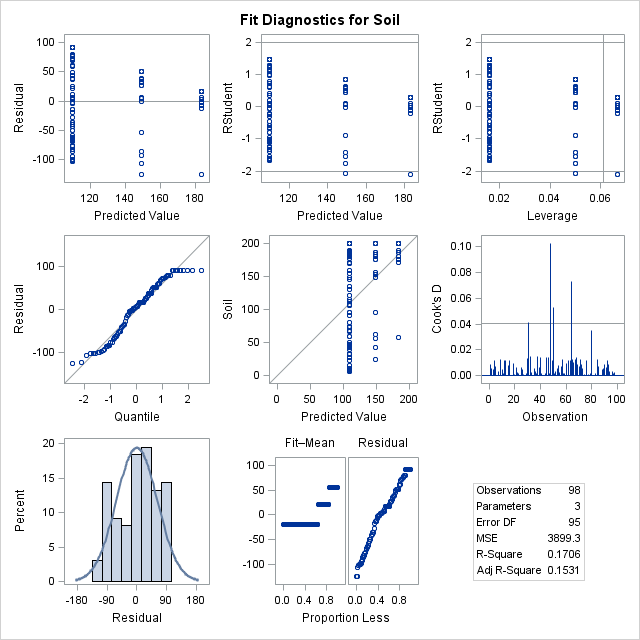 Fit Diagnostics for Soil
Residual
100
50
0
-50
-100
120 140 160 180
Predicted Value
RStudent
2
1
0
-1
-2
120 140 160 180
Predicted Value
RStudent
2
1
0
-1
-2
0.02 0.04 0.06
Leverage
Residual
100
0
-100
-2 -1 0 1 2
Quantile
Soil
200
150
100
50
0
0 50 100 150 200
Predicted Value
Cook's D
0.10
0.08
0.06
0.04
0.02
0.00
0 20 40 60 80 100
Observation
Percent
20
15
10
5
0
-180 -90 0 90 180
Residual
Fit–Mean Residual
100
50
0
-50
-100
0.0 0.4 0.8 0.0 0.4 0.8
Proportion Less
Observations 98
Parameters 3
Error DF 95
MSE 3899.3
R-Square 0.1706
Adj R-Square 0.1531